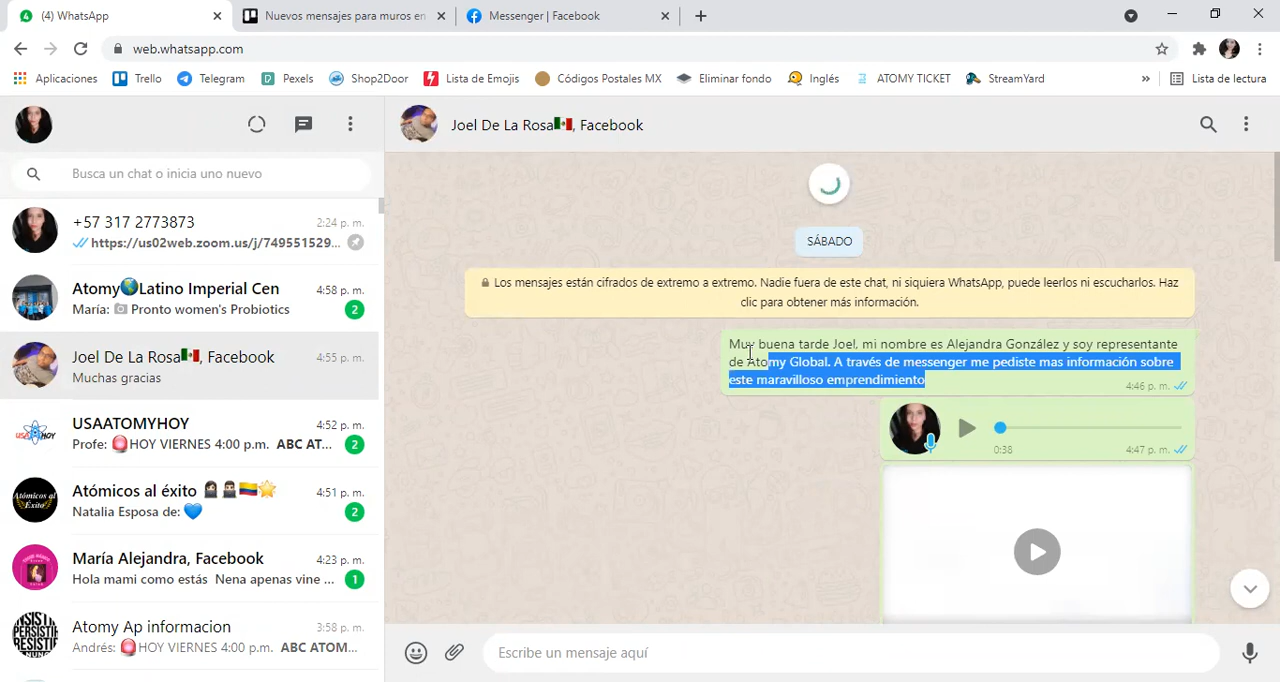 (4) WhatsApp
Nuevos mensajes para muros en
Messenger | Facebook
web.whatsapp.com
Aplicaciones
Trello
Telegram
Pexels
Shop2Door
Lista de Emojis
Códigos Postales MX
Eliminar fondo
Inglés
ATOMY TICKET
StreamYard
»
Lista de lectura
Busca un chat o inicia uno nuevo
+57 317 2773873
2:24 p. m.
https://us02web.zoom.us/j/749551529...
Atomy🌎Latino Imperial Cen
4:58 p. m.
María: 📷 Pronto women's Probiotics
2
Joel De La Rosa🇲🇽, Facebook
4:55 p. m.
Muchas gracias
USAATOMYHOY
4:52 p. m.
Profe: 🚨HOY VIERNES 4:00 p.m. ABC AT...
2
Atómicos al éxito 👩🏻‍💼👨🏻‍💼🇨🇴🌟
4:51 p. m.
Natalia Esposa de: 💙
2
María Alejandra, Facebook
4:23 p. m.
Hola mami como estás Nena apenas vine ...
1
Atomy Ap informacion
3:58 p. m.
Andrés: 🚨HOY VIERNES 4:00 p.m. ABC ATOM...
Joel De La Rosa🇲🇽, Facebook
SÁBADO
Los mensajes están cifrados de extremo a extremo. Nadie fuera de este chat, ni siquiera WhatsApp, puede leerlos ni escucharlos. Haz
clic para obtener más información.
Muy buena tarde Joel, mi nombre es Alejandra González y soy representante
de Atomy Global. A través de messenger me pediste mas información sobre
este maravilloso emprendimiento
4:46 p. m.
0:38
4:47 p. m.
Escribe un mensaje aquí